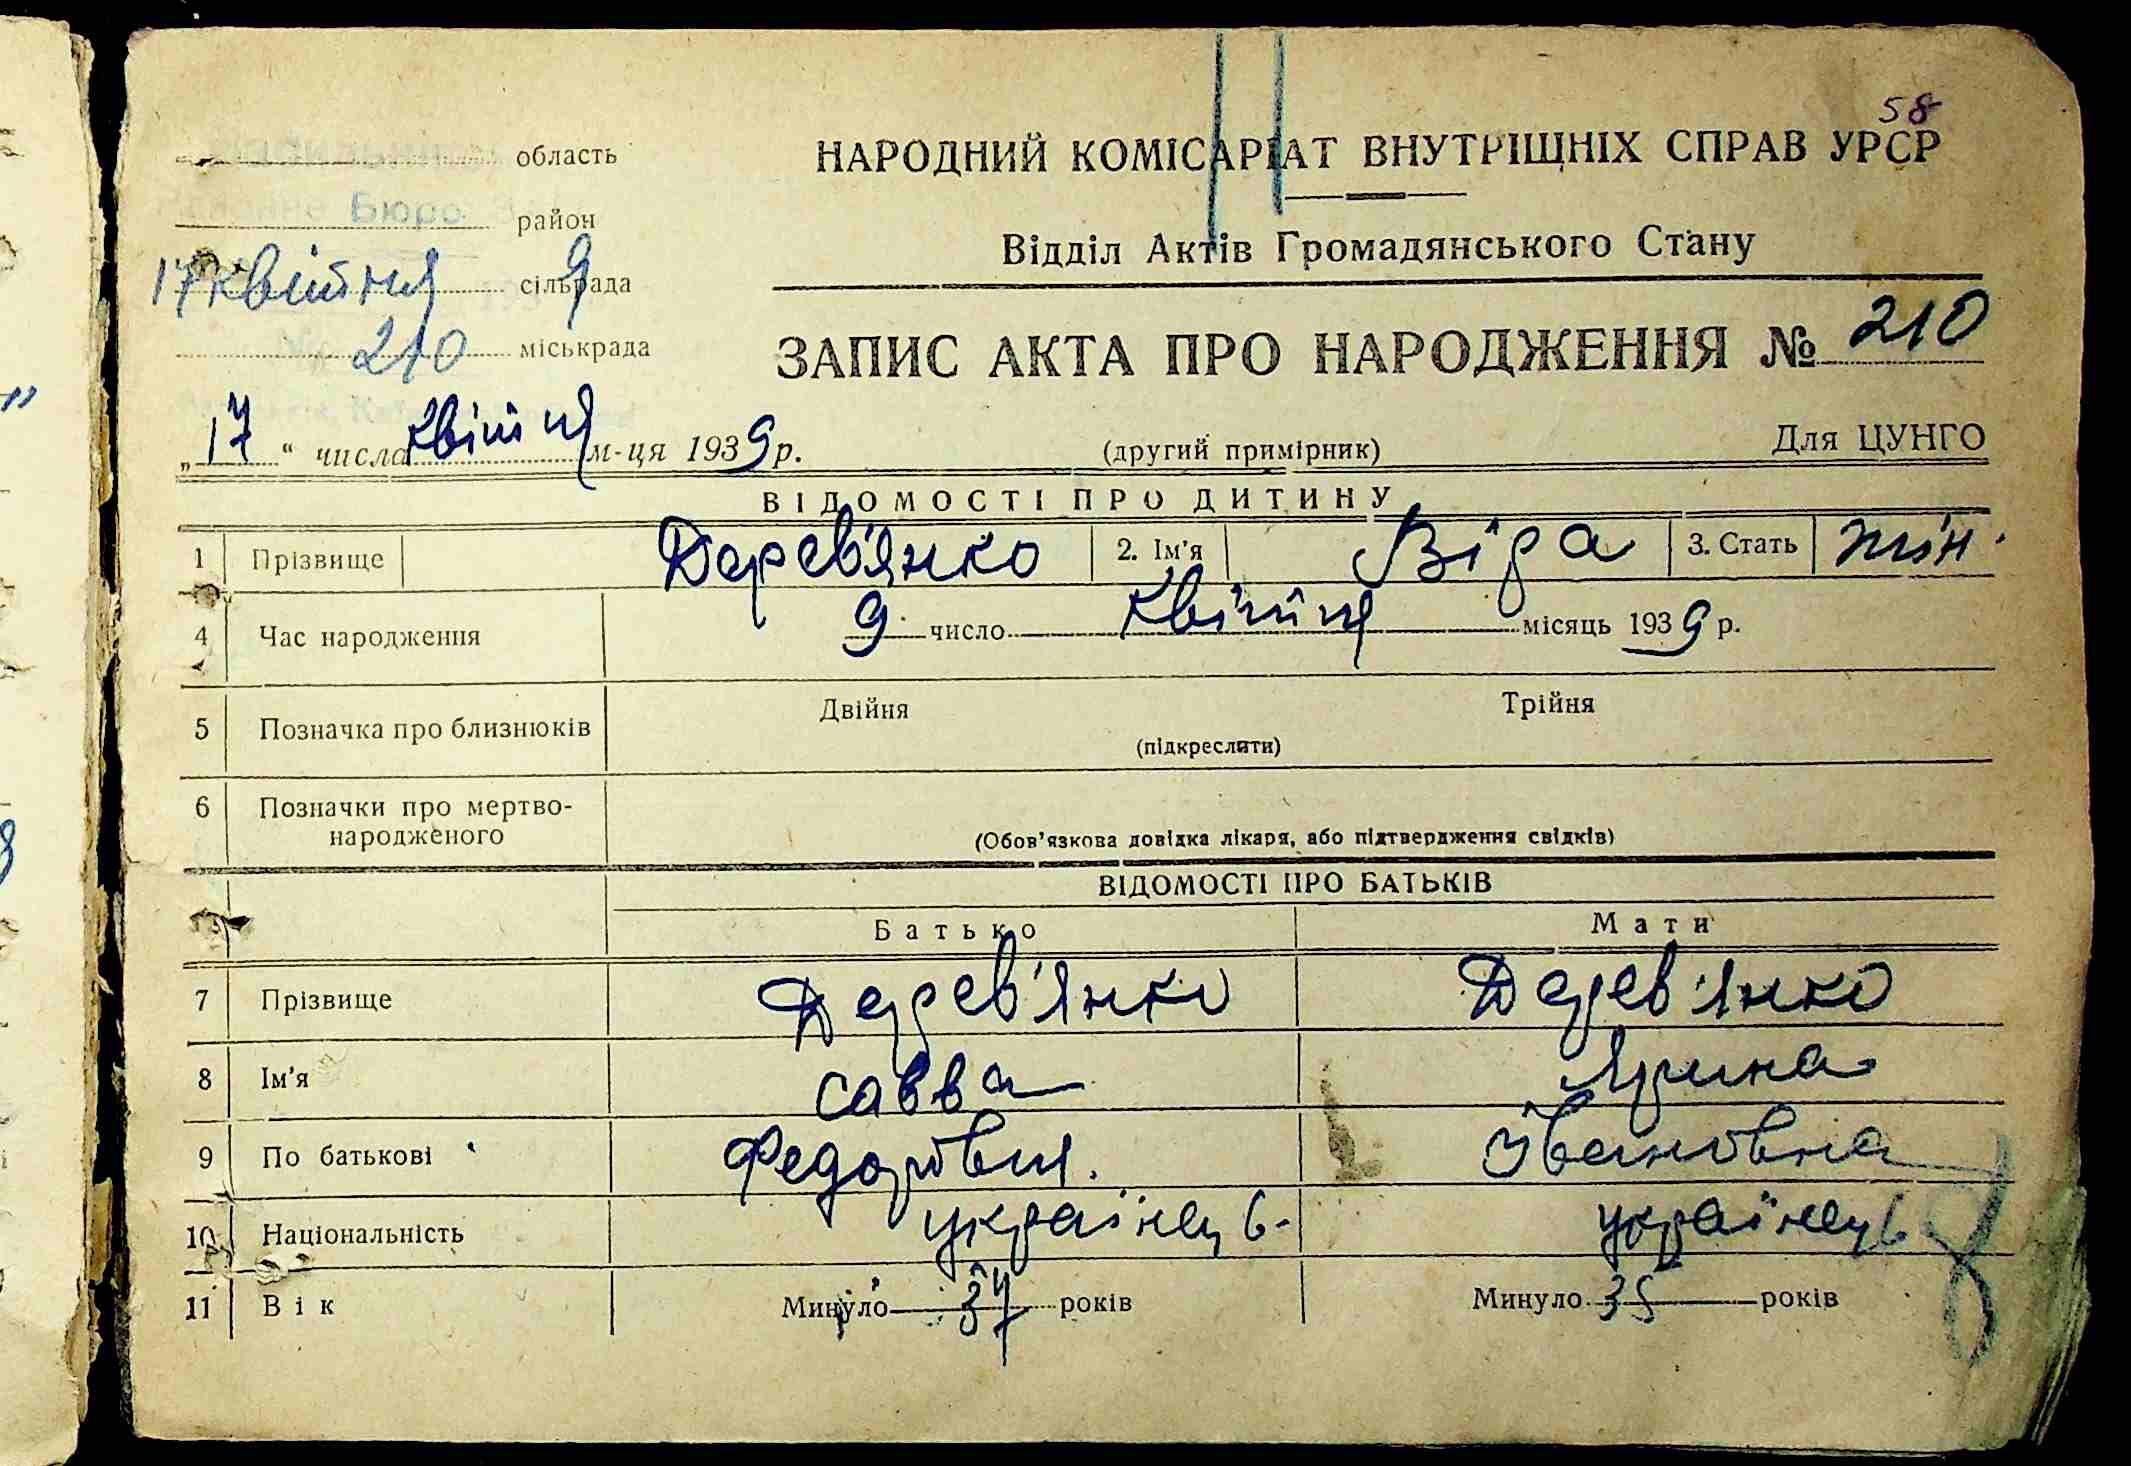 58
НАРОДНИЙ КОМІСАРІАТ ВНУТРІШНІХ СПРАВ УРСР
Відділ Актів Громадянського Стану
область
Бюро
район
17 квітня 9
сільрада
210
міськрада
ЗАПИС АКТА ПРО НАРОДЖЕННЯ № 210
„17“ числа квітня м-ця 1939 р.
(другий примірник)
Для ЦУНГО
ВІДОМОСТІ ПРО ДИТИНУ
1 Прізвище Дерев'янко 2. Ім'я Віра 3. Стать жін.
4 Час народження 9 число квітня місяць 1939 р.
5 Позначка про близнюків Двійня Трійня
(підкреслити)
6 Позначки про мертво-
народженого
(Обов'язкова довідка лікаря, або підтвердження свідків)
ВІДОМОСТІ ПРО БАТЬКІВ
Батько Мати
7 Прізвище Дерев'янко Дерев'янко
8 Ім'я Савва Ярина
9 По батькові Федорович Івановна
10 Національність українець українець
11 Вік Минуло 37 років Минуло 35 років